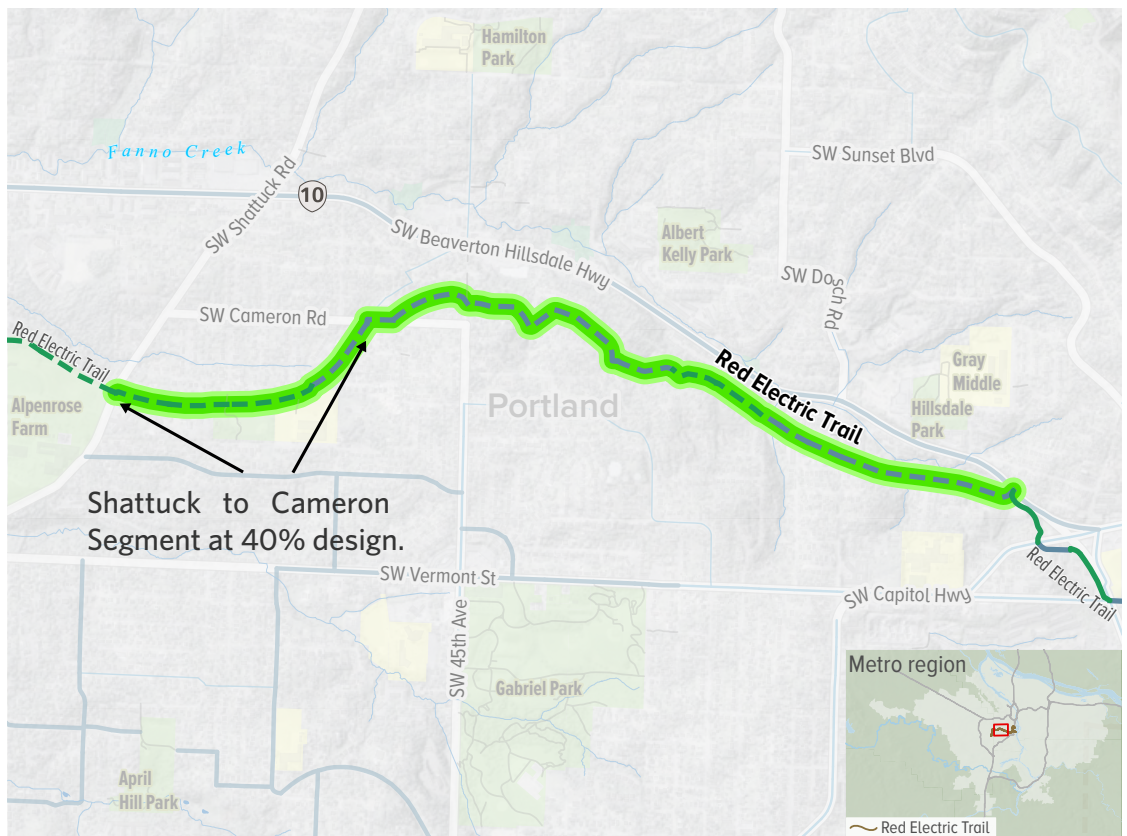 Hamilton
Park
Fanno Creek
SW Sunset Blvd
SW Shattuck Rd
10
SW Beaverton Hillsdale Hwy
Albert
Kelly Park
SW Dosch Rd
SW Cameron Rd
Red Electric Trail
Red Electric Trail
Gray
Middle
Alpenrose
Farm
Portland
Hillsdale
Park
Shattuck to Cameron
Segment at 40% design.
Red Electric Trail
SW Vermont St
SW Capitol Hwy
SW 45th Ave
Gabriel Park
April
Hill Park
Metro region
Red Electric Trail